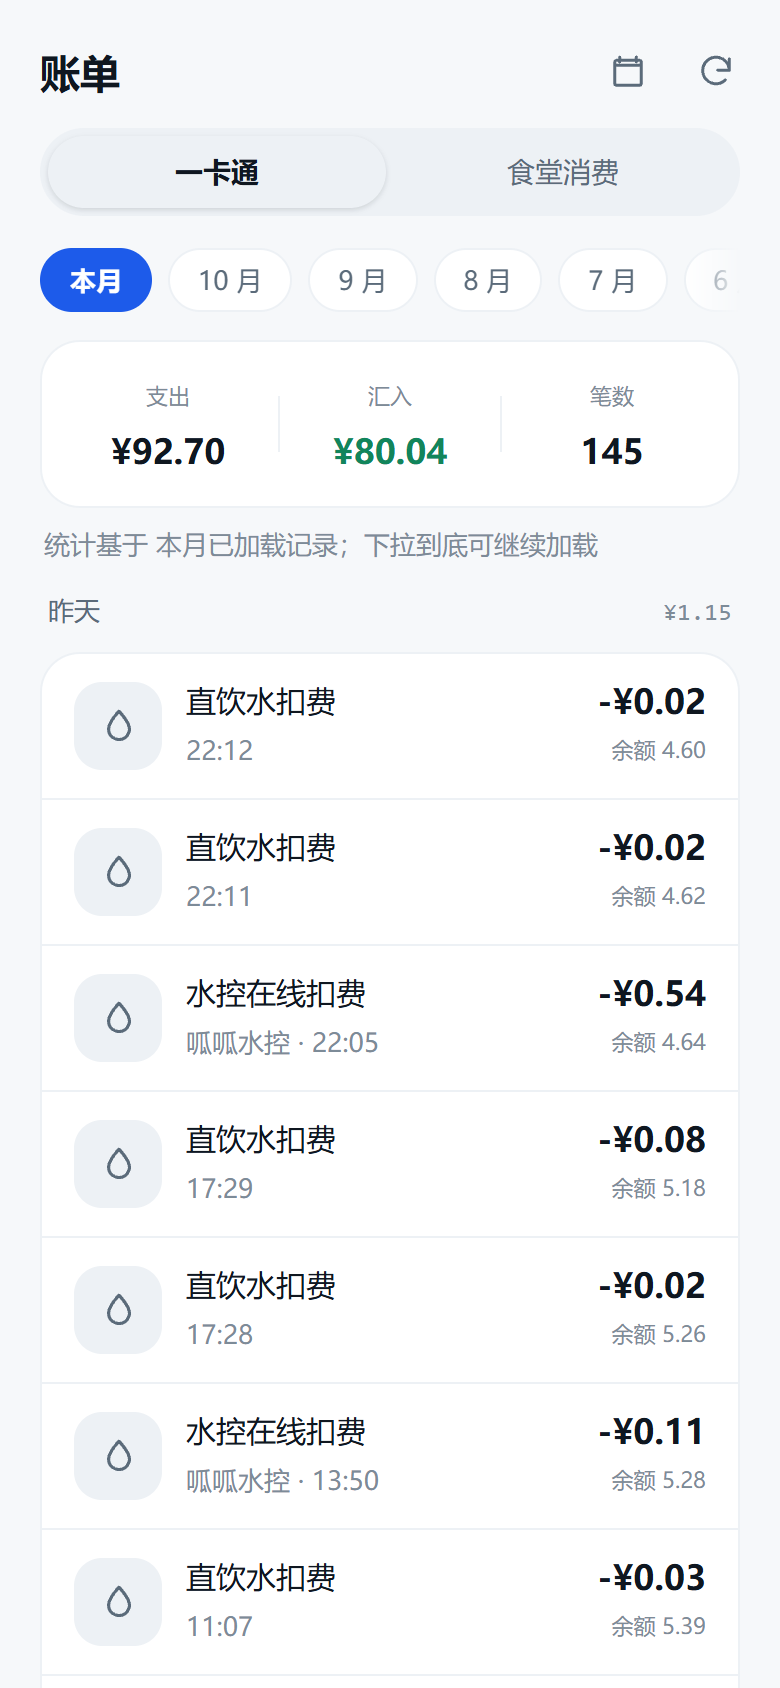 账单
一卡通 食堂消费
本月 10 月 9 月 8 月 7 月 6
支出 汇入 笔数
¥92.70 ¥80.04 145
统计基于 本月已加载记录；下拉到底可继续加载
昨天 ¥1.15
直饮水扣费 -¥0.02
22:12 余额 4.60
直饮水扣费 -¥0.02
22:11 余额 4.62
水控在线扣费 -¥0.54
呱呱水控 · 22:05 余额 4.64
直饮水扣费 -¥0.08
17:29 余额 5.18
直饮水扣费 -¥0.02
17:28 余额 5.26
水控在线扣费 -¥0.11
呱呱水控 · 13:50 余额 5.28
直饮水扣费 -¥0.03
11:07 余额 5.39